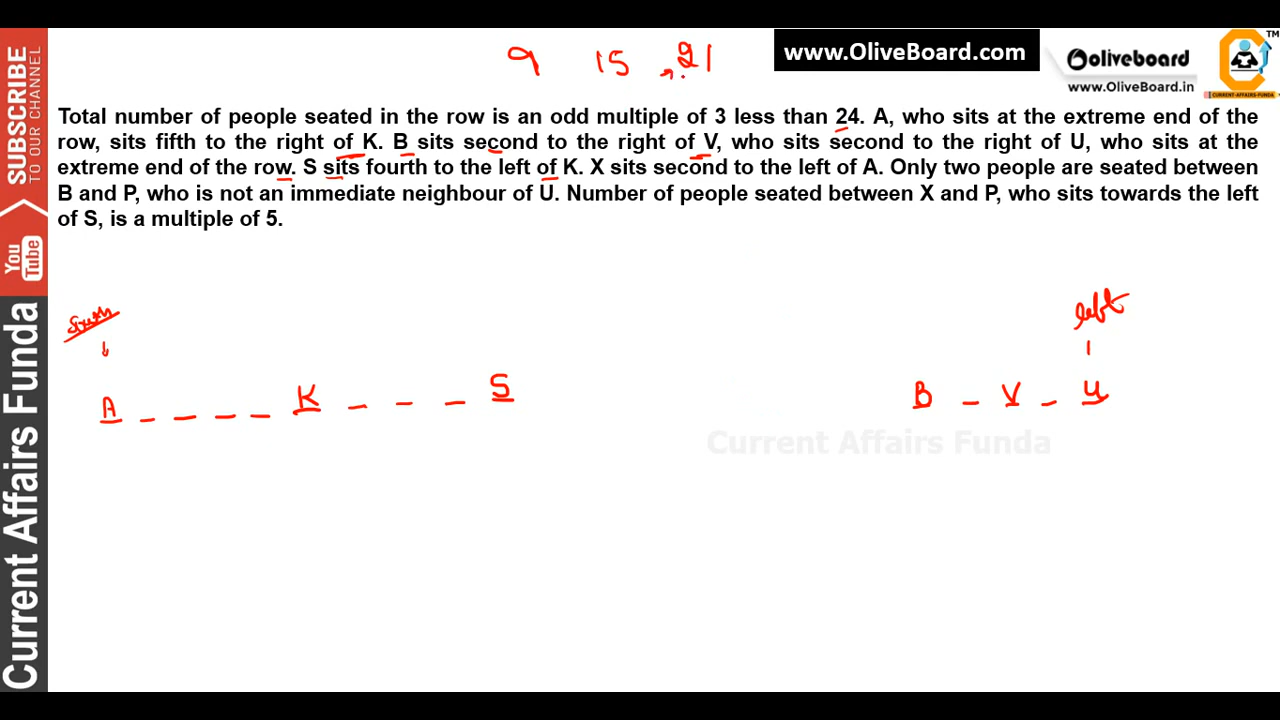 SUBSCRIBE
TO OUR CHANNEL
You
Tube
Current Affairs Funda
9 15 , 21
www.OliveBoard.com
oliveboard
www.OliveBoard.in
TM
CURRENT-AFFAIRS-FUNDA
Total number of people seated in the row is an odd multiple of 3 less than 24. A, who sits at the extreme end of the
row, sits fifth to the right of K. B sits second to the right of V, who sits second to the right of U, who sits at the
extreme end of the row. S sits fourth to the left of K. X sits second to the left of A. Only two people are seated between
B and P, who is not an immediate neighbour of U. Number of people seated between X and P, who sits towards the left
of S, is a multiple of 5.
left
A _ _ _ _ K _ _ _ S
B _ V _ U
Current Affairs Funda